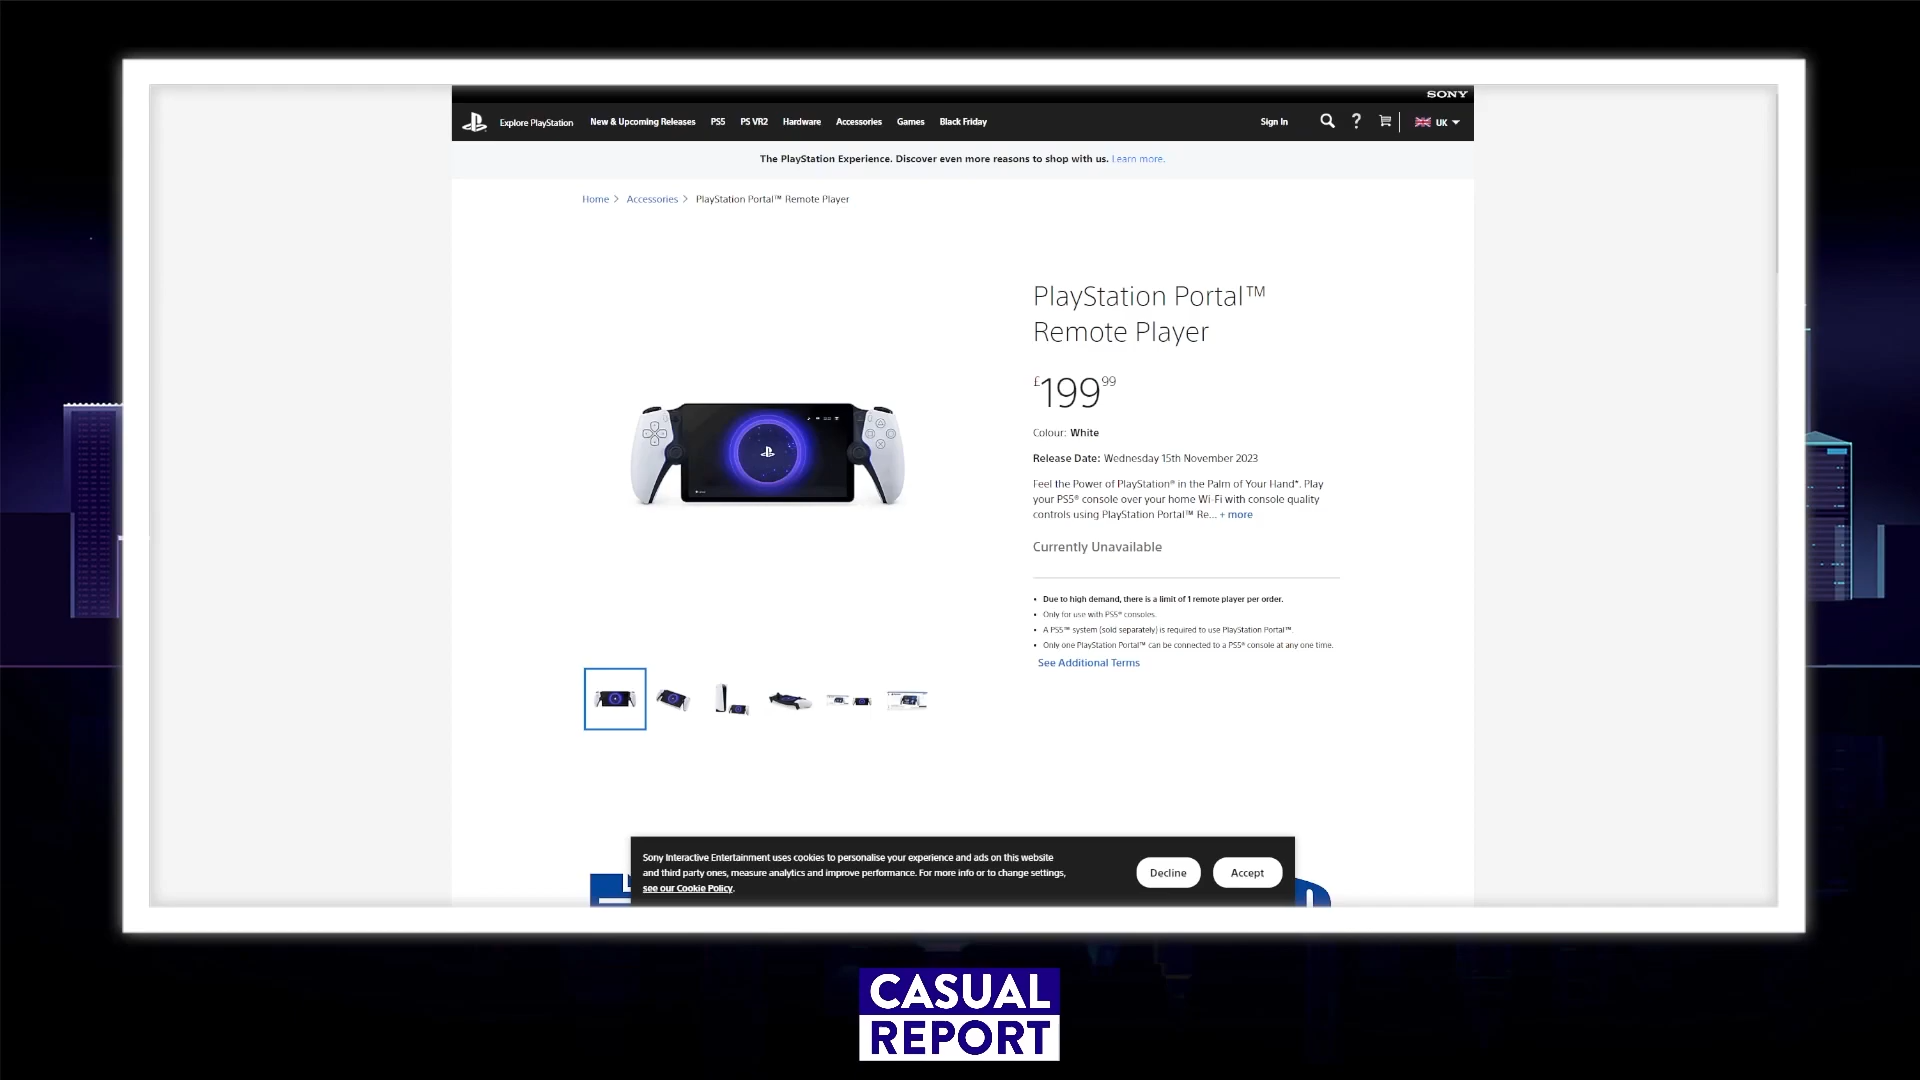 SONY
Explore PlayStation New & Upcoming Releases PS5 PS VR2 Hardware Accessories Games Black Friday Sign In ? UK
The PlayStation Experience. Discover even more reasons to shop with us. Learn more.
Home > Accessories > PlayStation Portal™ Remote Player
PlayStation Portal™
Remote Player
£199.99
Colour: White
Release Date: Wednesday 15th November 2023
Feel the Power of PlayStation® in the Palm of Your Hand*. Play
your PS5® console over your home Wi-Fi with console quality
controls using PlayStation Portal™ Re... + more
Currently Unavailable
• Due to high demand, there is a limit of 1 remote player per order.
• Only for use with PS5® consoles.
• A PS5™ system (sold separately) is required to use PlayStation Portal™.
• Only one PlayStation Portal™ can be connected to a PS5® console at any one time.
See Additional Terms
Sony Interactive Entertainment uses cookies to personalise your experience and ads on this website
and third party ones, measure analytics and improve performance. For more info or to change settings,
see our Cookie Policy.
Decline Accept
CASUAL
REPORT